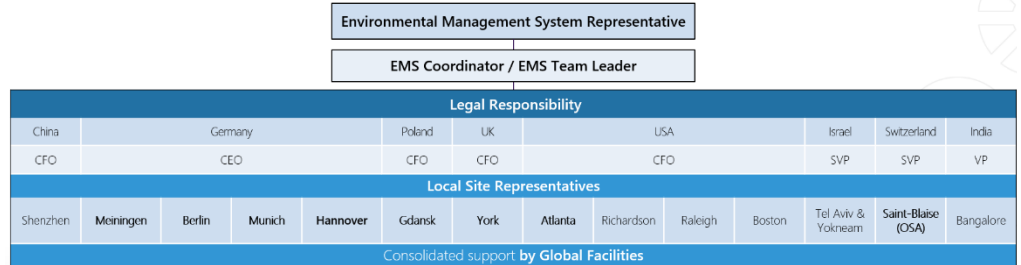 Environmental Management System Representative
EMS Coordinator / EMS Team Leader
Legal Responsibility
China Germany Poland UK USA Israel Switzerland India
CFO CEO CFO CFO CFO SVP SVP VP
Local Site Representatives
Shenzhen Meiningen Berlin Munich Hannover Gdansk York Atlanta Richardson Raleigh Boston Tel Aviv & Yokneam Saint-Blaise (OSA) Bangalore
Consolidated support by Global Facilities